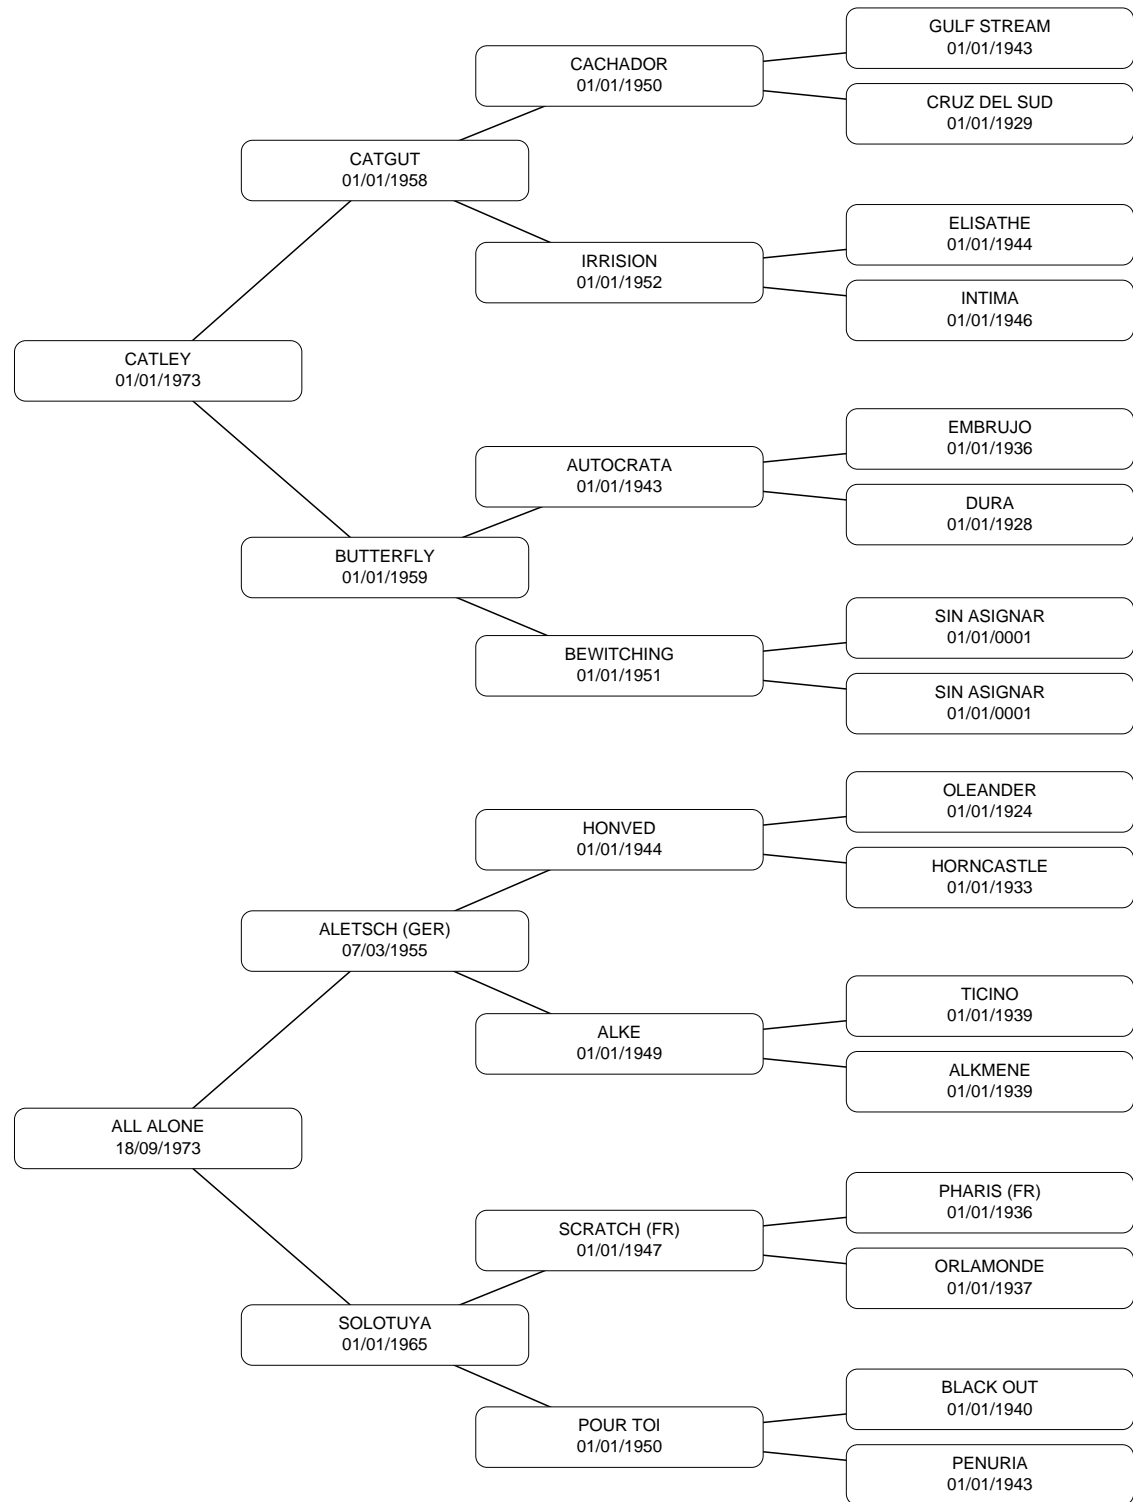 GULF STREAM
01/01/1943
CACHADOR
01/01/1950
CRUZ DEL SUD
01/01/1929
CATGUT
01/01/1958
ELISATHE
01/01/1944
IRRISION
01/01/1952
INTIMA
01/01/1946
CATLEY
01/01/1973
EMBRUJO
01/01/1936
AUTOCRATA
01/01/1943
DURA
01/01/1928
BUTTERFLY
01/01/1959
SIN ASIGNAR
01/01/0001
BEWITCHING
01/01/1951
SIN ASIGNAR
01/01/0001
OLEANDER
01/01/1924
HONVED
01/01/1944
HORNCASTLE
01/01/1933
ALETSCH (GER)
07/03/1955
TICINO
01/01/1939
ALKE
01/01/1949
ALKMENE
01/01/1939
ALL ALONE
18/09/1973
PHARIS (FR)
01/01/1936
SCRATCH (FR)
01/01/1947
ORLAMONDE
01/01/1937
SOLOTUYA
01/01/1965
BLACK OUT
01/01/1940
POUR TOI
01/01/1950
PENURIA
01/01/1943